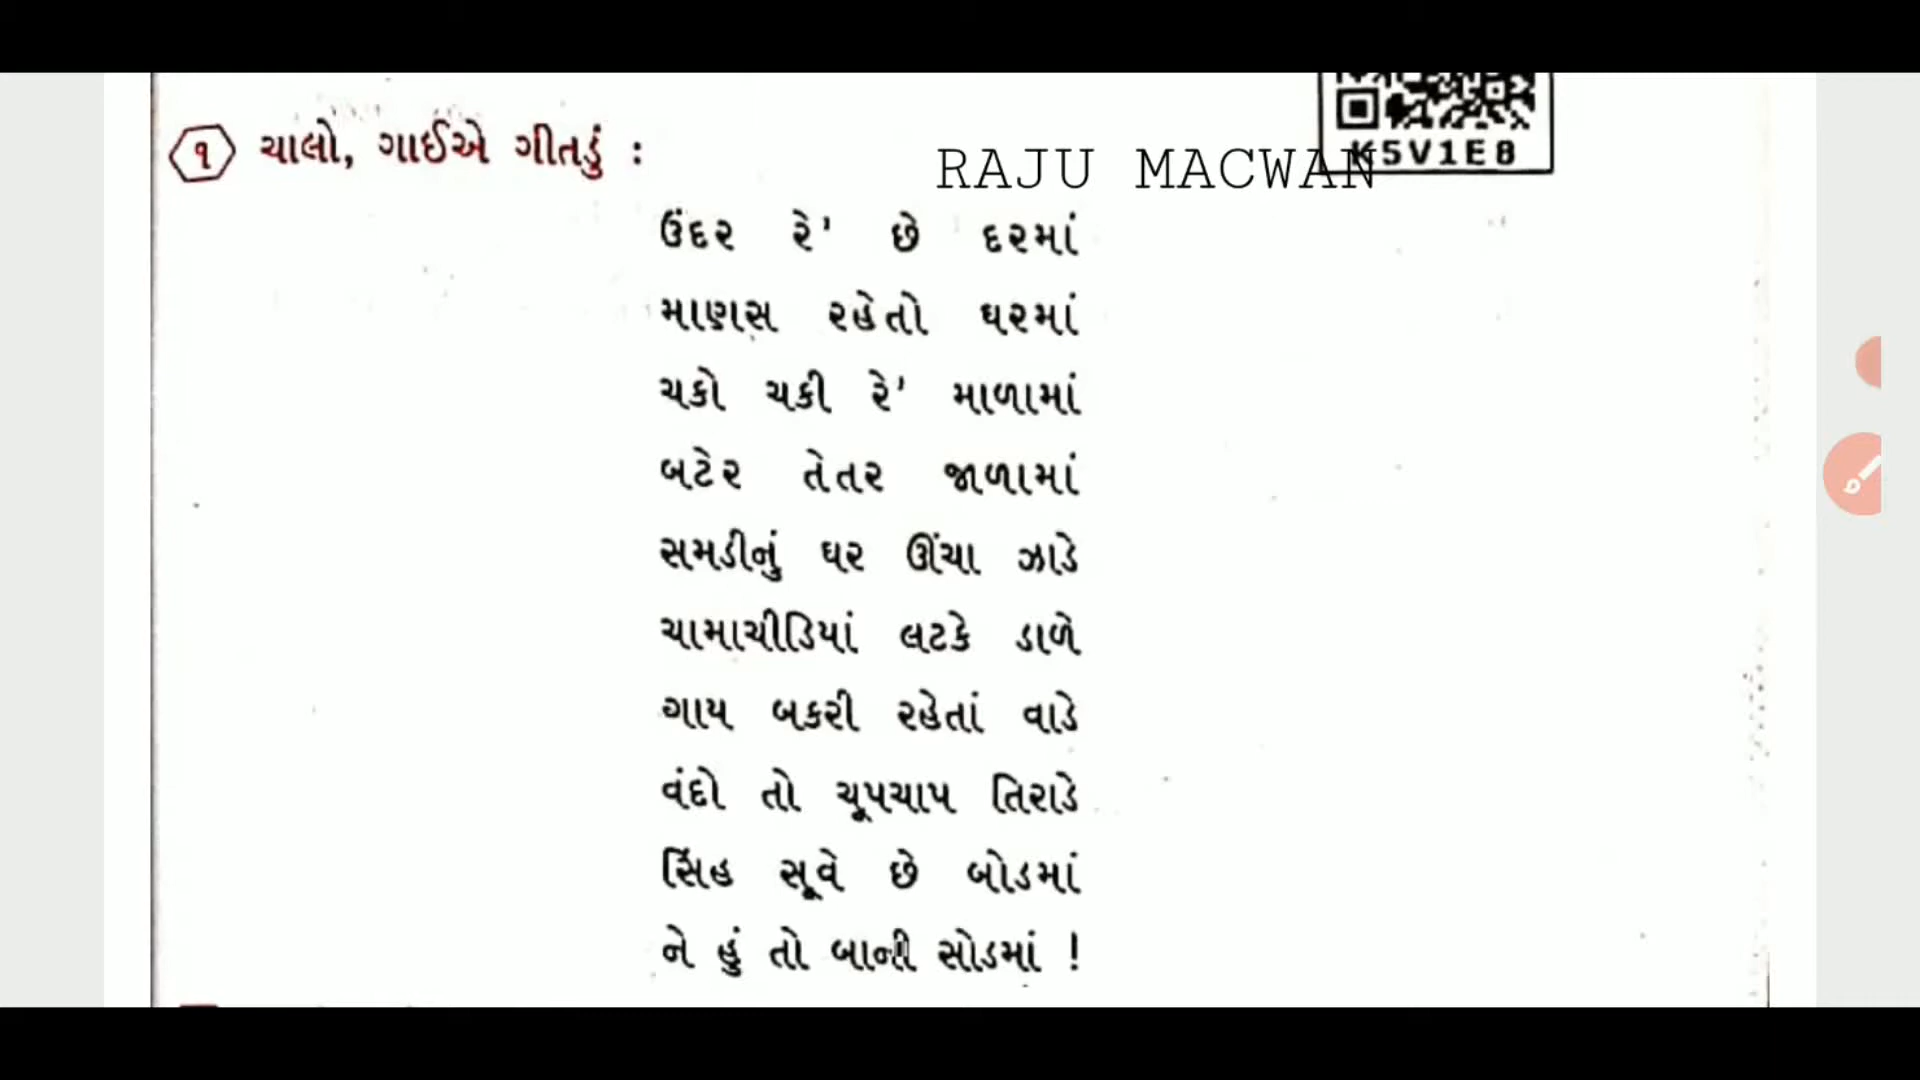 ૧ ચાલો, ગાઈએ ગીતડું :
RAJU MACWAN
K5V1E8
ઉંદર રે' છે દરમાં
માણસ રહેતો ઘરમાં
ચકો ચકી રે' માળામાં
બટેર તેતર જાળામાં
સમડીનું ઘર ઊંચા ઝાડે
ચામાચીડિયાં લટકે ડાળે
ગાય બકરી રહેતાં વાડે
વંદો તો ચૂપચાપ તિરાડે
સિંહ સૂવે છે બોડમાં
ને હું તો બાની સોડમાં !